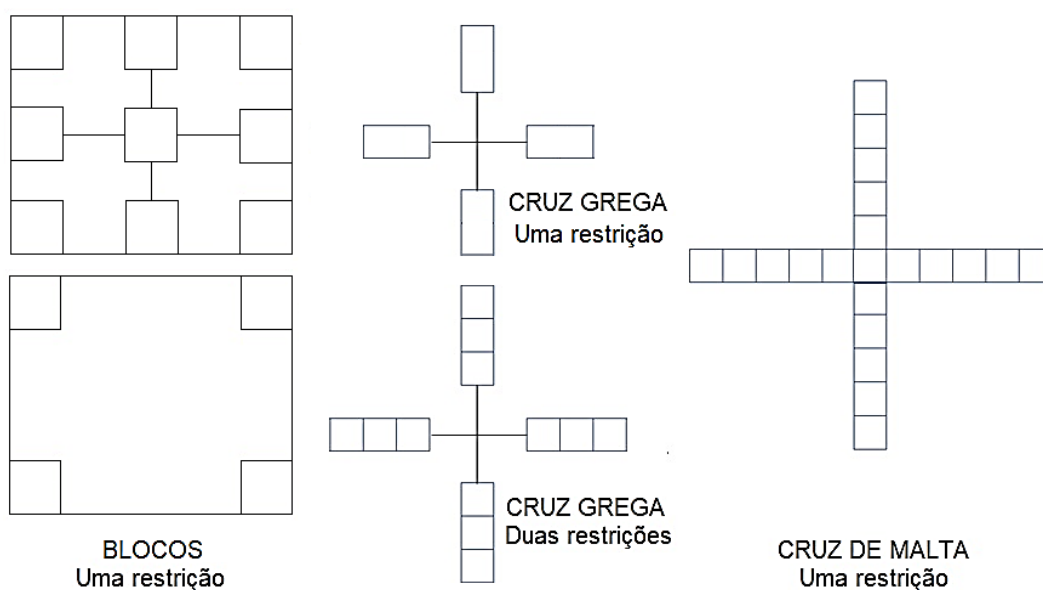 CRUZ GREGA
Uma restrição
CRUZ GREGA
Duas restrições
BLOCOS
Uma restrição
CRUZ DE MALTA
Uma restrição